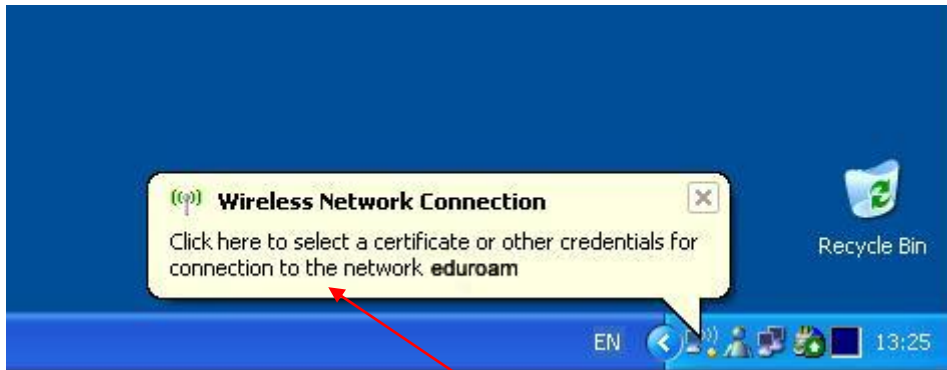 Wireless Network Connection
Click here to select a certificate or other credentials for
connection to the network eduroam
Recycle Bin
EN
13:25